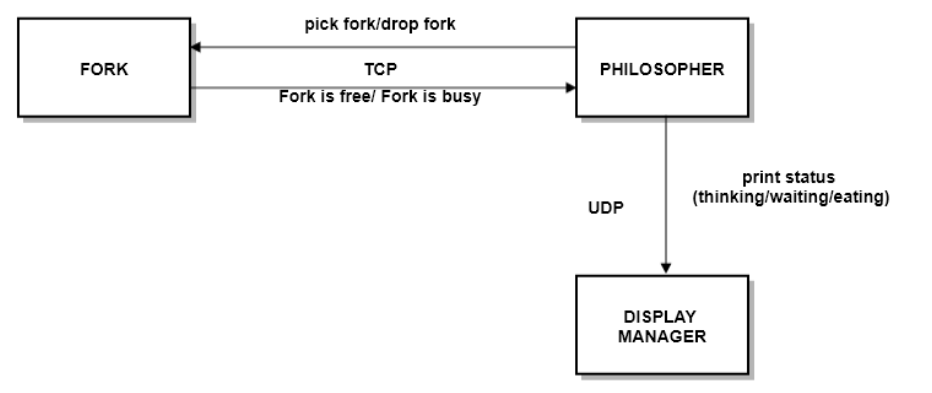 pick fork/drop fork
FORK
TCP
PHILOSOPHER
Fork is free/ Fork is busy
print status
(thinking/waiting/eating)
UDP
DISPLAY
MANAGER